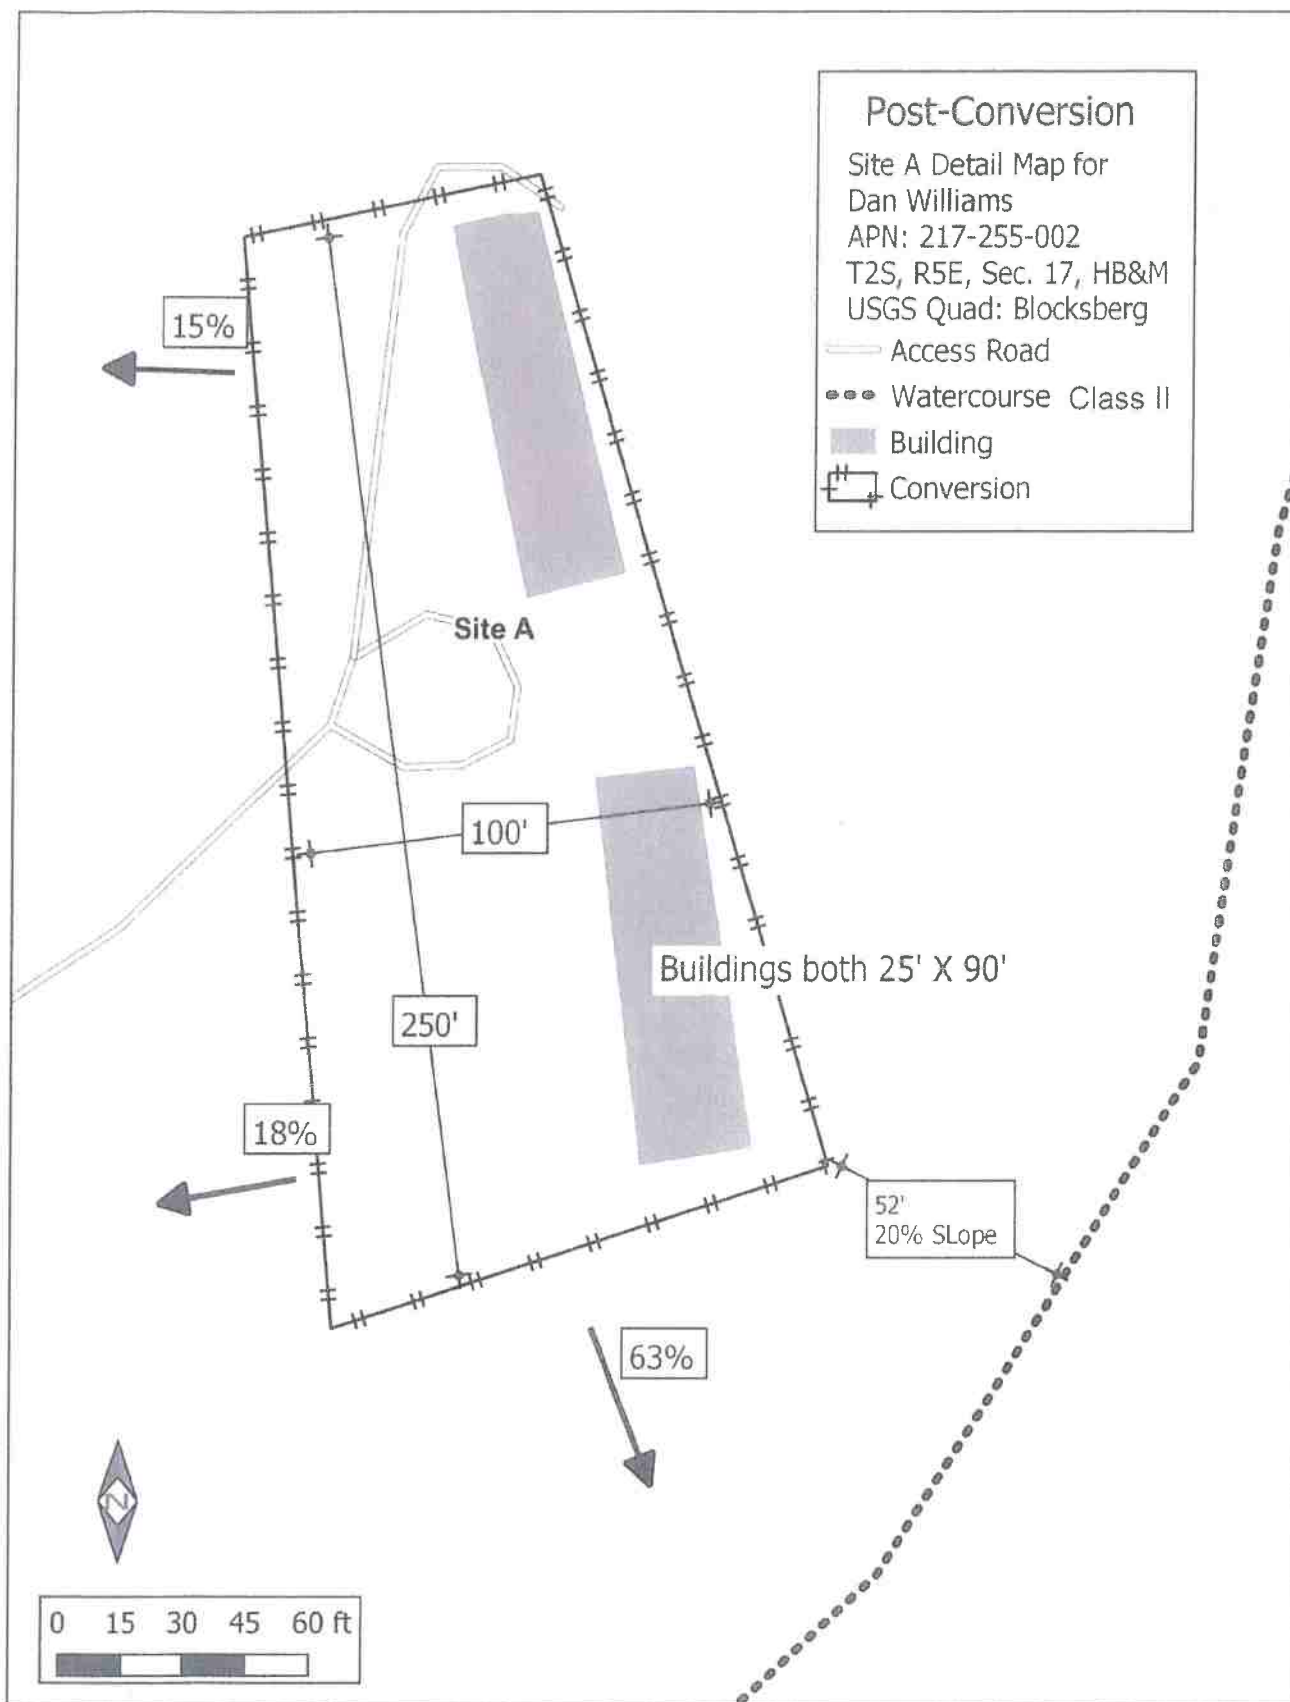 Post-Conversion
Site A Detail Map for
Dan Williams
APN: 217-255-002
T2S, R5E, Sec. 17, HB&M
USGS Quad: Blocksberg
Access Road
Watercourse Class II
Building
Conversion
15%
Site A
100'
Buildings both 25' X 90'
250'
18%
52'
20% SLope
63%
N
0 15 30 45 60 ft